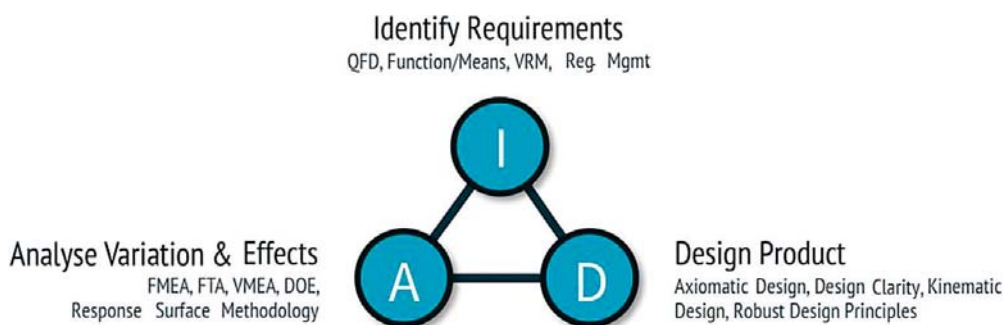 Identify Requirements
QFD, Function/Means, VRM, Reg. Mgmt
I
Analyse Variation & Effects
FMEA, FTA, VMEA, DOE,
Response Surface Methodology
A
D
Design Product
Axiomatic Design, Design Clarity, Kinematic
Design, Robust Design Principles